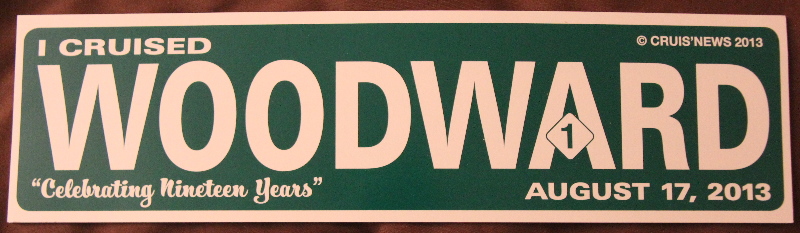 I CRUISED
© CRUIS'NEWS 2013
WOODWARD
1
"Celebrating Nineteen Years"
AUGUST 17, 2013